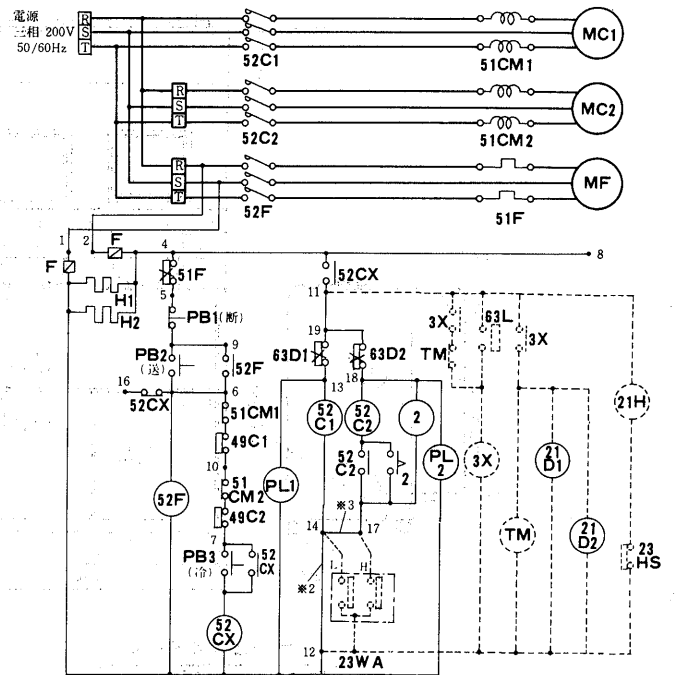 電源
三相 200V
50/60Hz
R
S
T
52C1
51CM1
MC1
R
S
T
52C2
51CM2
MC2
R
S
T
52F
51F
MF
1
2
F
4
8
F
51F
52CX
H1
5
11
H2
PB1(断)
19
3X
63L
3X
PB2
(送)
9
52F
63D1
63D2
TM
16
52CX
6
13
18
21H
51CM1
52
C1
52
C2
2
49C1
10
52F
51
CM2
PL1
52
C2
2
PL
2
3X
21
D1
49C2
TM
21
D2
7
14
※3
17
23
HS
PB3
(冷)
52
CX
※2
L
H
52
CX
12
23WA